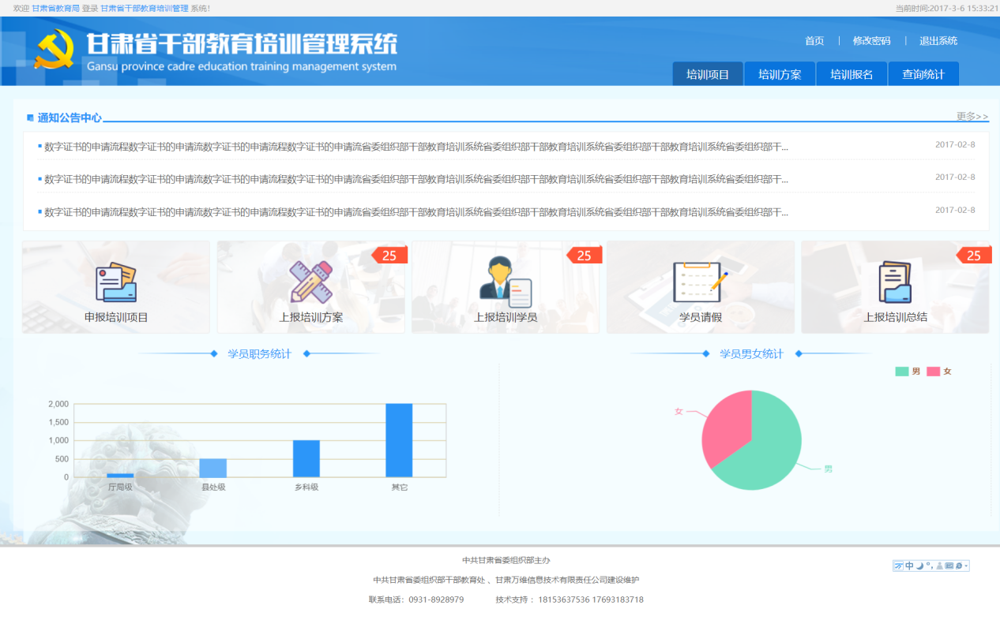 欢迎 甘肃省教育局 登录 甘肃省干部教育培训管理 系统！
当前时间:2017-3-6 15:33:21
甘肃省干部教育培训管理系统
Gansu province cadre education training management system
首页 | 修改密码 | 退出系统
培训项目 培训方案 培训报名 查询统计
通知公告中心
更多>>
数字证书的申请流程数字证书的申请流数字证书的申请流程数字证书的申请流省委组织部干部教育培训系统省委组织部干部教育培训系统省委组织部干部教育培训系统省委组织部干... 2017-02-8
数字证书的申请流程数字证书的申请流数字证书的申请流程数字证书的申请流省委组织部干部教育培训系统省委组织部干部教育培训系统省委组织部干部教育培训系统省委组织部干... 2017-02-8
数字证书的申请流程数字证书的申请流数字证书的申请流程数字证书的申请流省委组织部干部教育培训系统省委组织部干部教育培训系统省委组织部干部教育培训系统省委组织部干... 2017-02-8
25 25 25
申报培训项目 上报培训方案 上报培训学员 学员请假 上报培训总结
学员职务统计
2,000
1,500
1,000
500
0
厅局级 县处级 乡科级 其它
学员男女统计
男 女
女
男
中共甘肃省委组织部主办
中共甘肃省委组织部干部教育处 、甘肃万维信息技术有限责任公司建设维护
联系电话：0931-8928979 技术支持 ：18153637536 17693183718
中